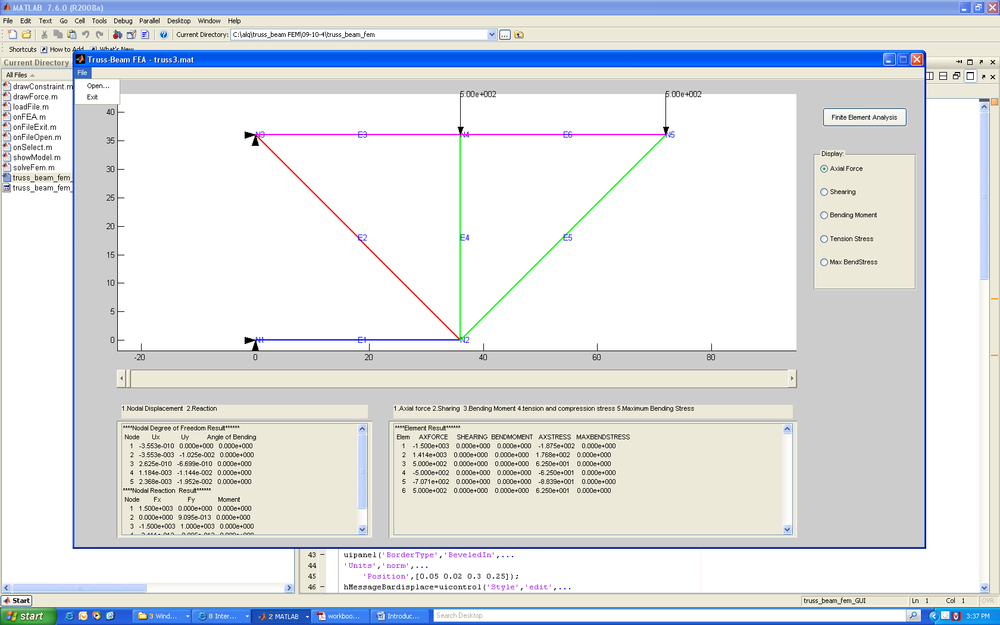 MATLAB 7.6.0 (R2008a)
File Edit Text Go Cell Tools Debug Parallel Desktop Window Help
Current Directory: C:\alq\truss_beam FEM\09-10-4\truss_beam_fem ...
Shortcuts How to Add What's New
Current Directory
Truss-Beam FEA - truss3.mat
All Files
File
Open...
Exit
drawConstraint.m
drawForce.m
loadFile.m
onFEA.m
onFileExit.m
onFileOpen.m
onSelect.m
showModel.m
solveFem.m
truss_beam_fem_
truss_beam_fem_
5.00e+002 5.00e+002
40
35
30
25
20
15
10
5
0
N3 E3 N4 E6 N5
E2 E4 E5
N1 E1 N2
-20 0 20 40 60 80
Finite Element Analysis
Display:
Axial Force
Shearing
Bending Moment
Tension Stress
Max BendStress
1.Nodal Displacement 2.Reaction
****Nodal Degree of Freedom Result******
Node Ux Uy Angle of Bending
1 -3.553e-010 0.000e+000 0.000e+000
2 -3.553e-003 -1.025e-002 0.000e+000
3 2.625e-010 -6.699e-010 0.000e+000
4 1.184e-003 -1.144e-002 0.000e+000
5 2.368e-003 -1.952e-002 0.000e+000
****Nodal Reaction Result******
Node Fx Fy Moment
1 1.500e+003 0.000e+000 0.000e+000
2 0.000e+000 9.095e-013 0.000e+000
3 -1.500e+003 1.000e+003 0.000e+000
1.Axial force 2.Sharing 3.Bending Moment 4.tension and compression stress 5.Maximum Bending Stress
****Element Result******
Elem AXFORCE SHEARING BENDMOMENT AXSTRESS MAXBENDSTRESS
1 -1.500e+003 0.000e+000 0.000e+000 -1.875e+002 0.000e+000
2 1.414e+003 0.000e+000 0.000e+000 1.768e+002 0.000e+000
3 5.000e+002 0.000e+000 0.000e+000 6.250e+001 0.000e+000
4 -5.000e+002 0.000e+000 0.000e+000 -6.250e+001 0.000e+000
5 -7.071e+002 0.000e+000 0.000e+000 -8.839e+001 0.000e+000
6 5.000e+002 0.000e+000 0.000e+000 6.250e+001 0.000e+000
43 uipanel('BorderType','BeveledIn',...
44 'Units','norm',...
45 'Position',[0.05 0.02 0.3 0.25]);
46 hMessageBardisplace=uicontrol('Style','edit',...
Start
truss_beam_fem_GUI Ln 1 Col 1 OVR
start 3 Wind... 8 Inter... 2 MATLAB workboo... Introduc... Search Desktop 3:37 PM